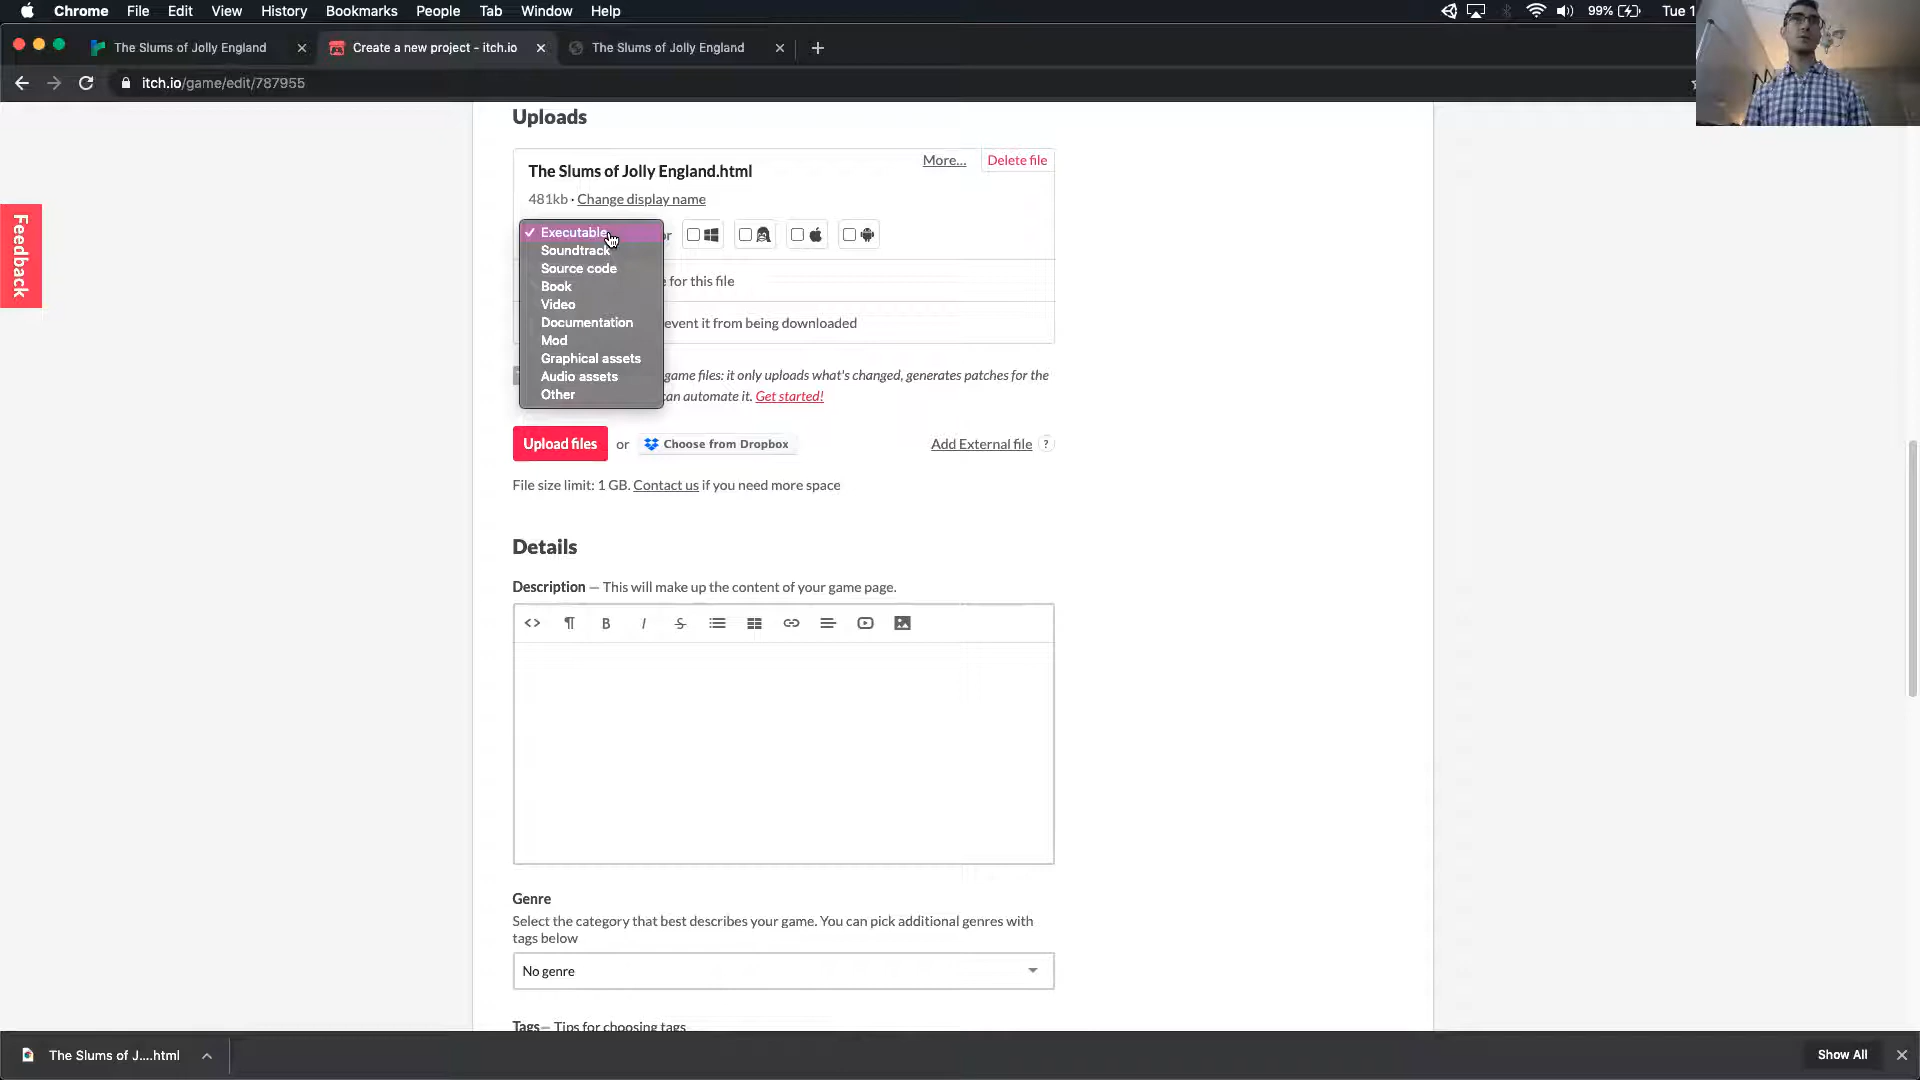 Chrome File Edit View History Bookmarks People Tab Window Help 99% Tue 1
The Slums of Jolly England Create a new project - itch.io The Slums of Jolly England
itch.io/game/edit/787955
Feedback
Uploads
The Slums of Jolly England.html More... Delete file
481kb · Change display name
Executable
Soundtrack
Source code
Book
Video
Documentation
Mod
Graphical assets
Audio assets
Other
for this file
event it from being downloaded
game files: it only uploads what's changed, generates patches for the
can automate it. Get started!
Upload files or Choose from Dropbox Add External file ?
File size limit: 1 GB. Contact us if you need more space
Details
Description — This will make up the content of your game page.
Genre
Select the category that best describes your game. You can pick additional genres with
tags below
No genre
Tags— Tips for choosing tags
The Slums of J....html Show All